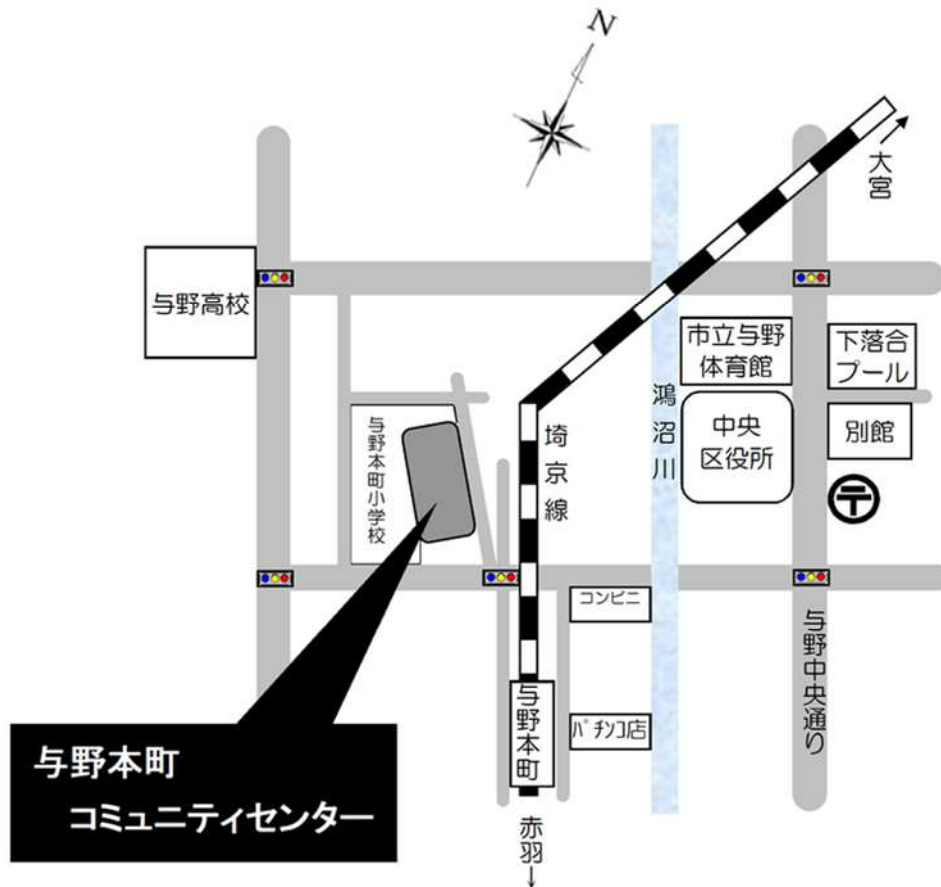 N
大宮
与野高校
市立与野
体育館
下落合
プール
鴻沼川
中央
区役所
別館
埼京線
与野本町小学校
〒
コンビニ
与野中央通り
与野本町
パチンコ店
与野本町
コミュニティセンター
赤羽